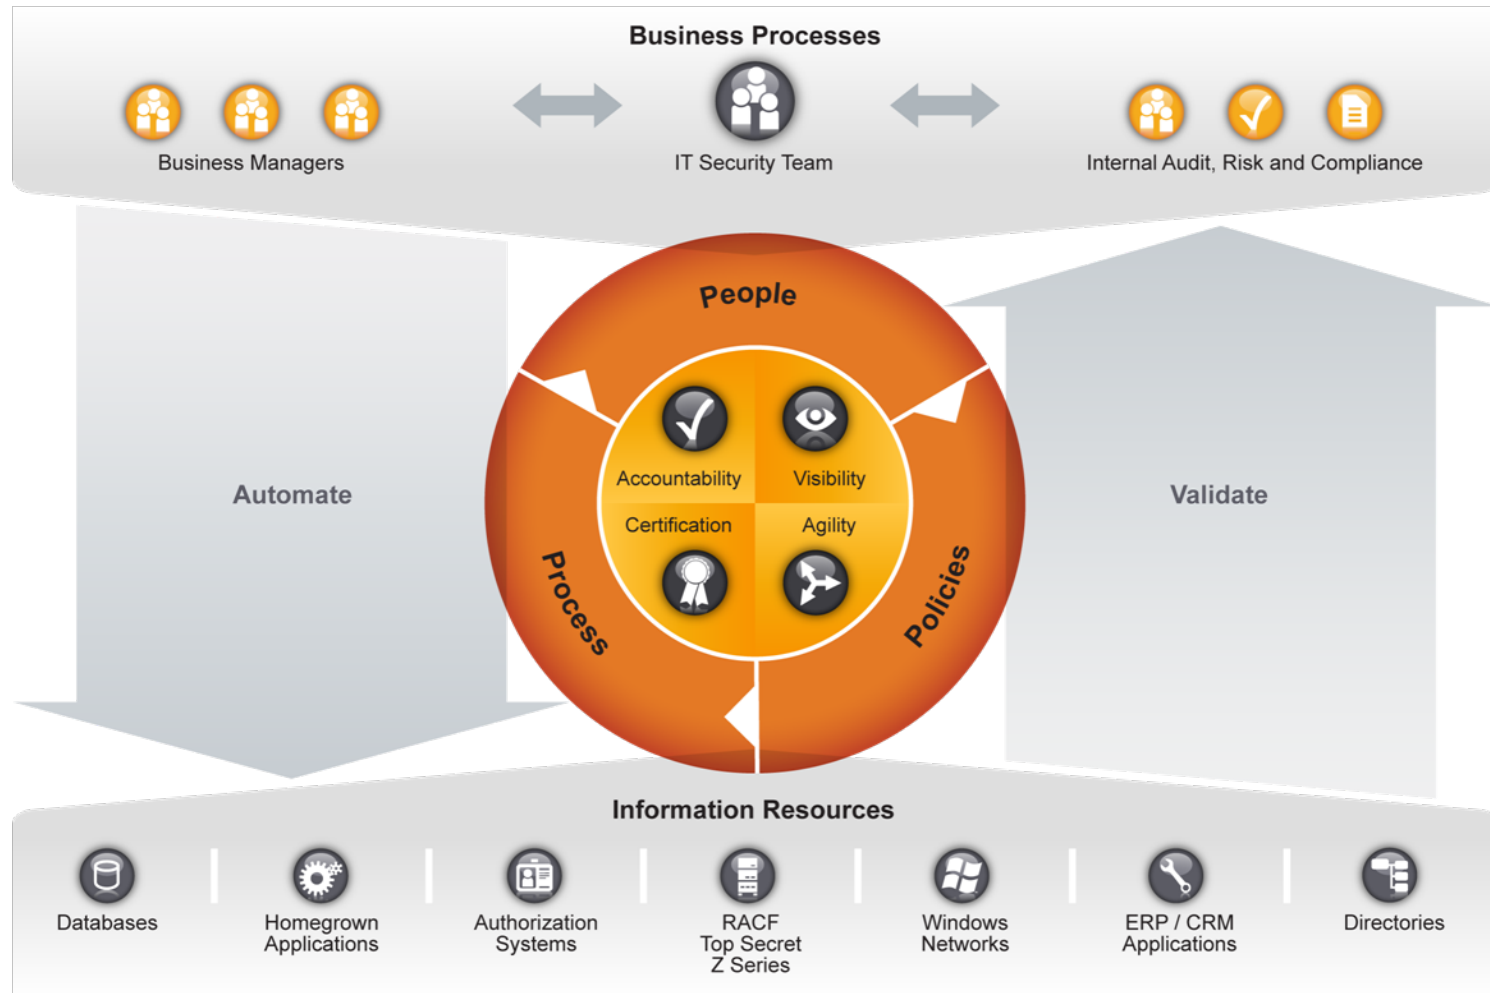 Business Processes
Business Managers
IT Security Team
Internal Audit, Risk and Compliance
People
Automate
Accountability
Visibility
Validate
Certification
Agility
Process
Policies
Information Resources
Databases
Homegrown
Applications
Authorization
Systems
RACF
Top Secret
Z Series
Windows
Networks
ERP / CRM
Applications
Directories